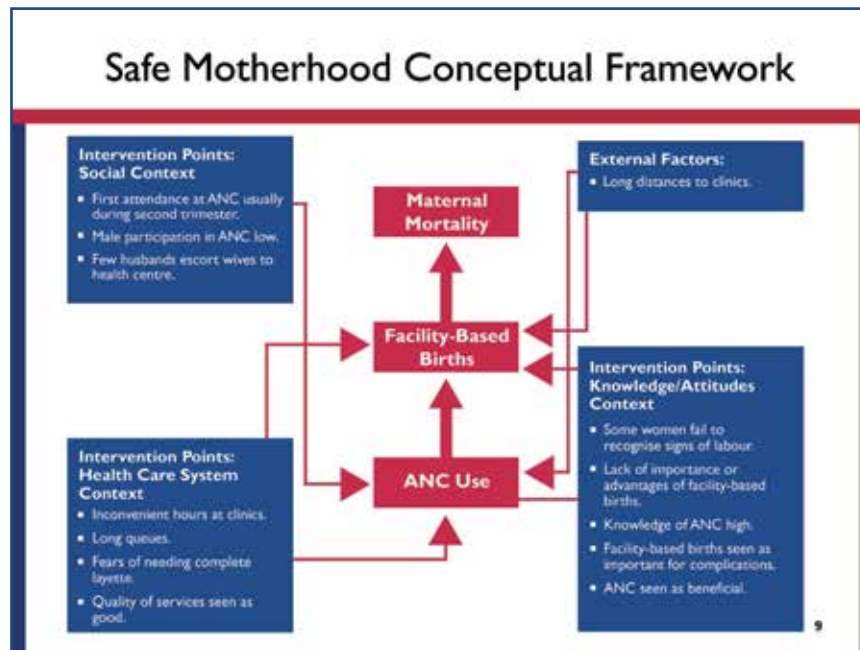 Safe Motherhood Conceptual Framework
Intervention Points:
Social Context
▪ First attendance at ANC usually
during second trimester.
▪ Male participation in ANC low.
▪ Few husbands escort wives to
health centre.
Maternal
Mortality
External Factors:
▪ Long distances to clinics.
Facility-Based
Births
Intervention Points:
Knowledge/Attitudes
Context
▪ Some women fail to
recognise signs of labour.
▪ Lack of importance or
advantages of facility-based
births.
▪ Knowledge of ANC high.
▪ Facility-based births seen as
important for complications.
▪ ANC seen as beneficial.
Intervention Points:
Health Care System
Context
▪ Inconvenient hours at clinics.
▪ Long queues.
▪ Fears of needing complete
layette.
▪ Quality of services seen as
good.
ANC Use
9